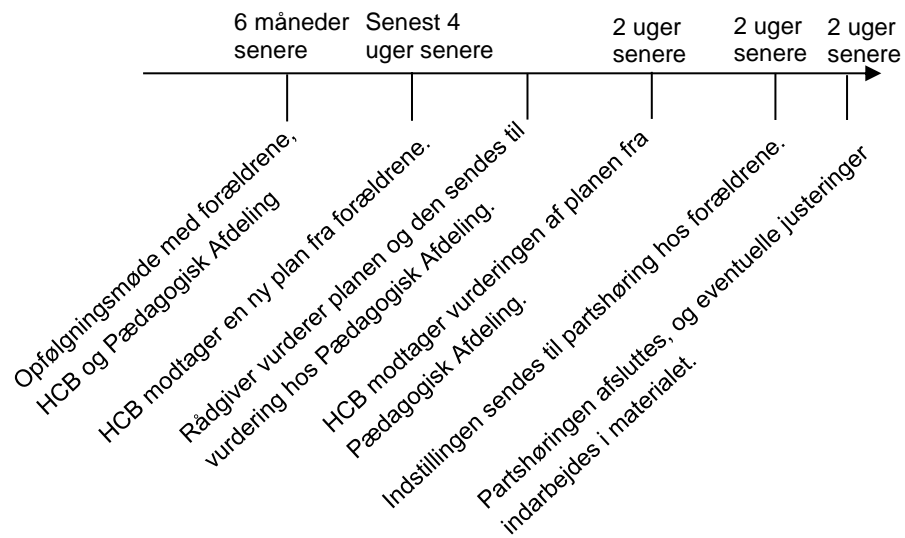 6 måneder
senere
Senest 4
uger senere
2 uger
senere
2 uger
senere
2 uger
senere
Opfølgningsmøde med forældrene,
HCB og Pædagogisk Afdeling
HCB modtager en ny plan fra forældrene.
Rådgiver vurderer planen og den sendes til
vurdering hos Pædagogisk Afdeling.
HCB modtager vurderingen af planen fra
Pædagogisk Afdeling.
Indstillingen sendes til partshøring hos forældrene.
Partshøringen afsluttes, og eventuelle justeringer
indarbejdes i materialet.